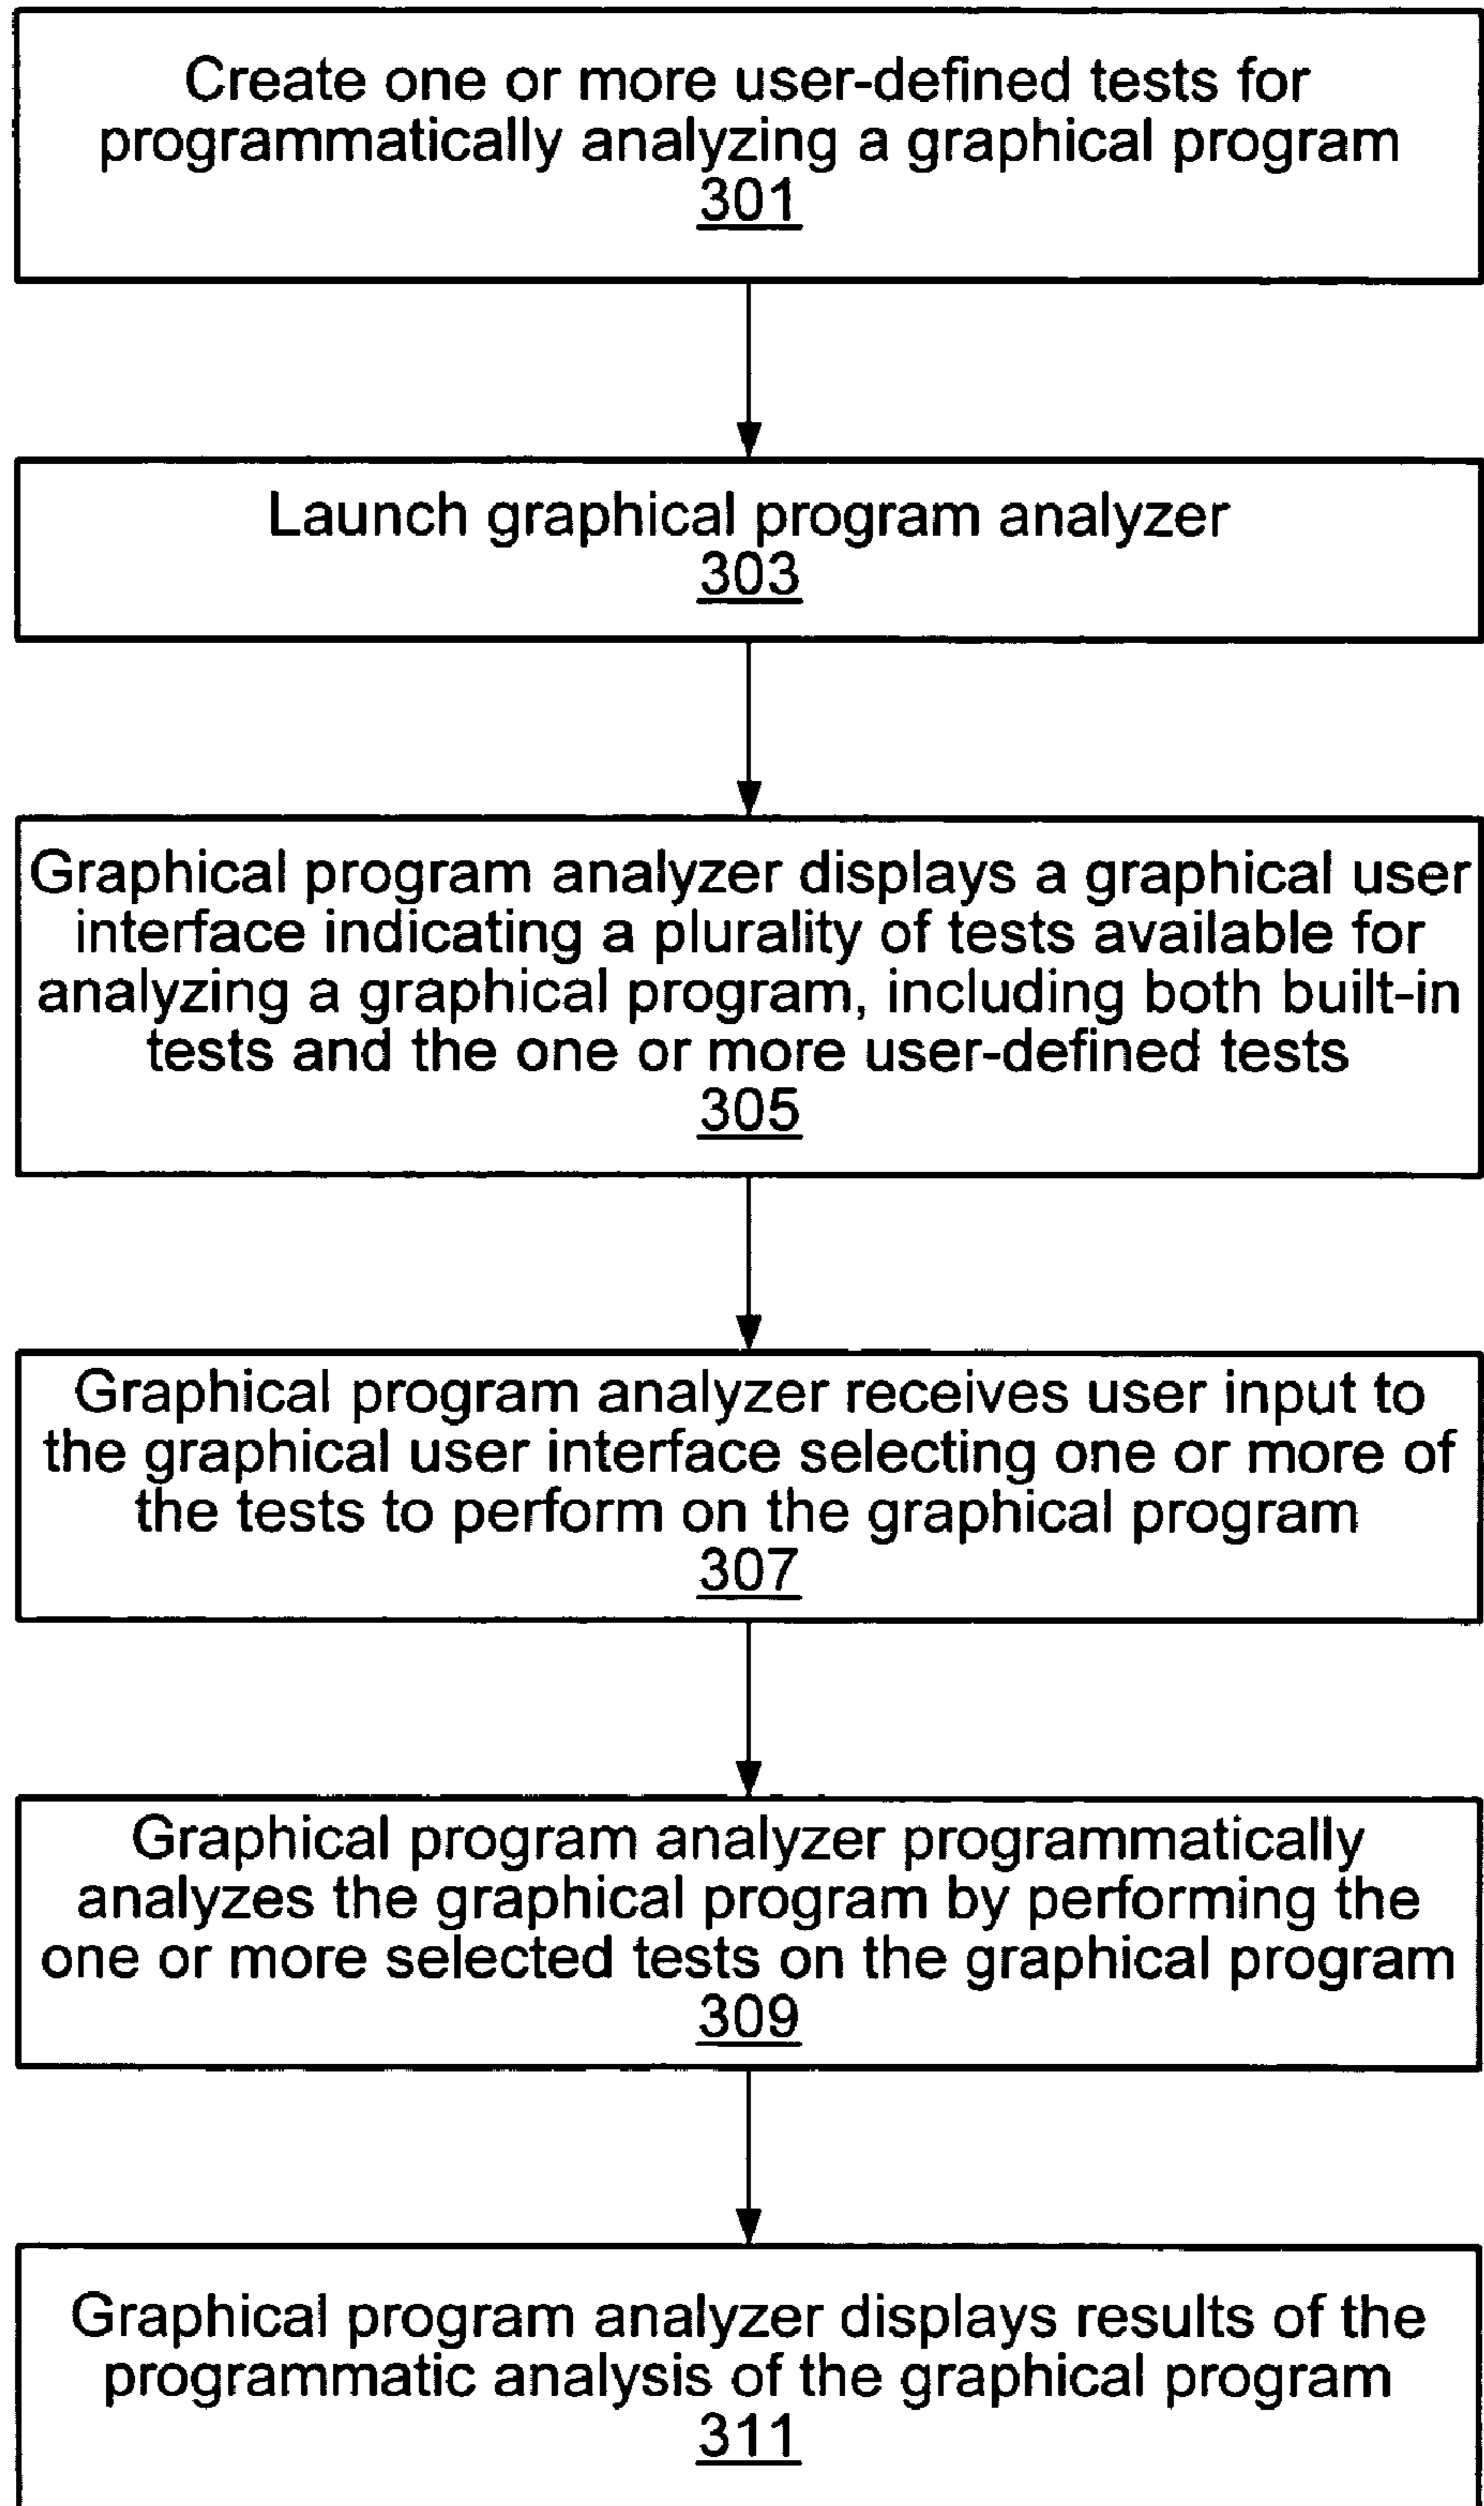 Create one or more user-defined tests for
programmatically analyzing a graphical program
301
Launch graphical program analyzer
303
Graphical program analyzer displays a graphical user
interface indicating a plurality of tests available for
analyzing a graphical program, including both built-in
tests and the one or more user-defined tests
305
Graphical program analyzer receives user input to
the graphical user interface selecting one or more of
the tests to perform on the graphical program
307
Graphical program analyzer programmatically
analyzes the graphical program by performing the
one or more selected tests on the graphical program
309
Graphical program analyzer displays results of the
programmatic analysis of the graphical program
311